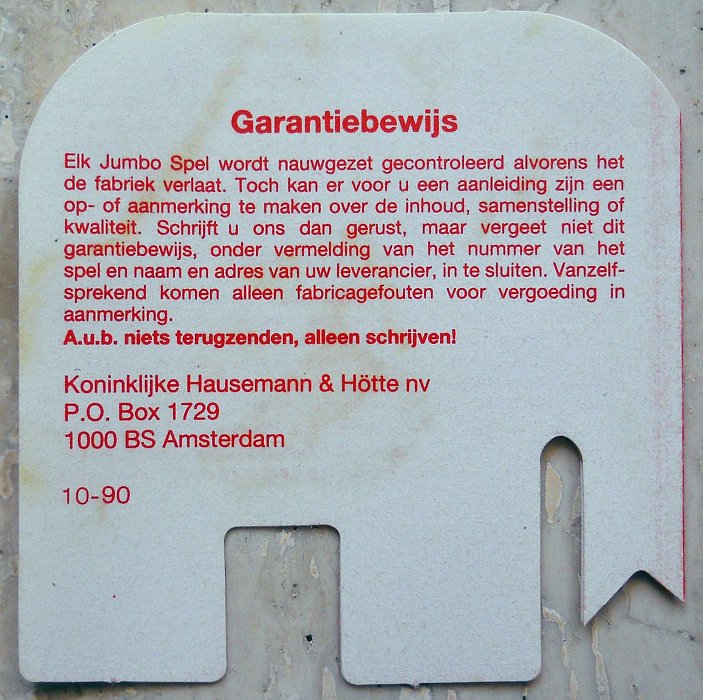 Garantiebewijs
Elk Jumbo Spel wordt nauwgezet gecontroleerd alvorens het
de fabriek verlaat. Toch kan er voor u een aanleiding zijn een
op- of aanmerking te maken over de inhoud, samenstelling of
kwaliteit. Schrijft u ons dan gerust, maar vergeet niet dit
garantiebewijs, onder vermelding van het nummer van het
spel en naam en adres van uw leverancier, in te sluiten. Vanzelf-
sprekend komen alleen fabricagefouten voor vergoeding in
aanmerking.
A.u.b. niets terugzenden, alleen schrijven!
Koninklijke Hausemann & Hötte nv
P.O. Box 1729
1000 BS Amsterdam
10-90